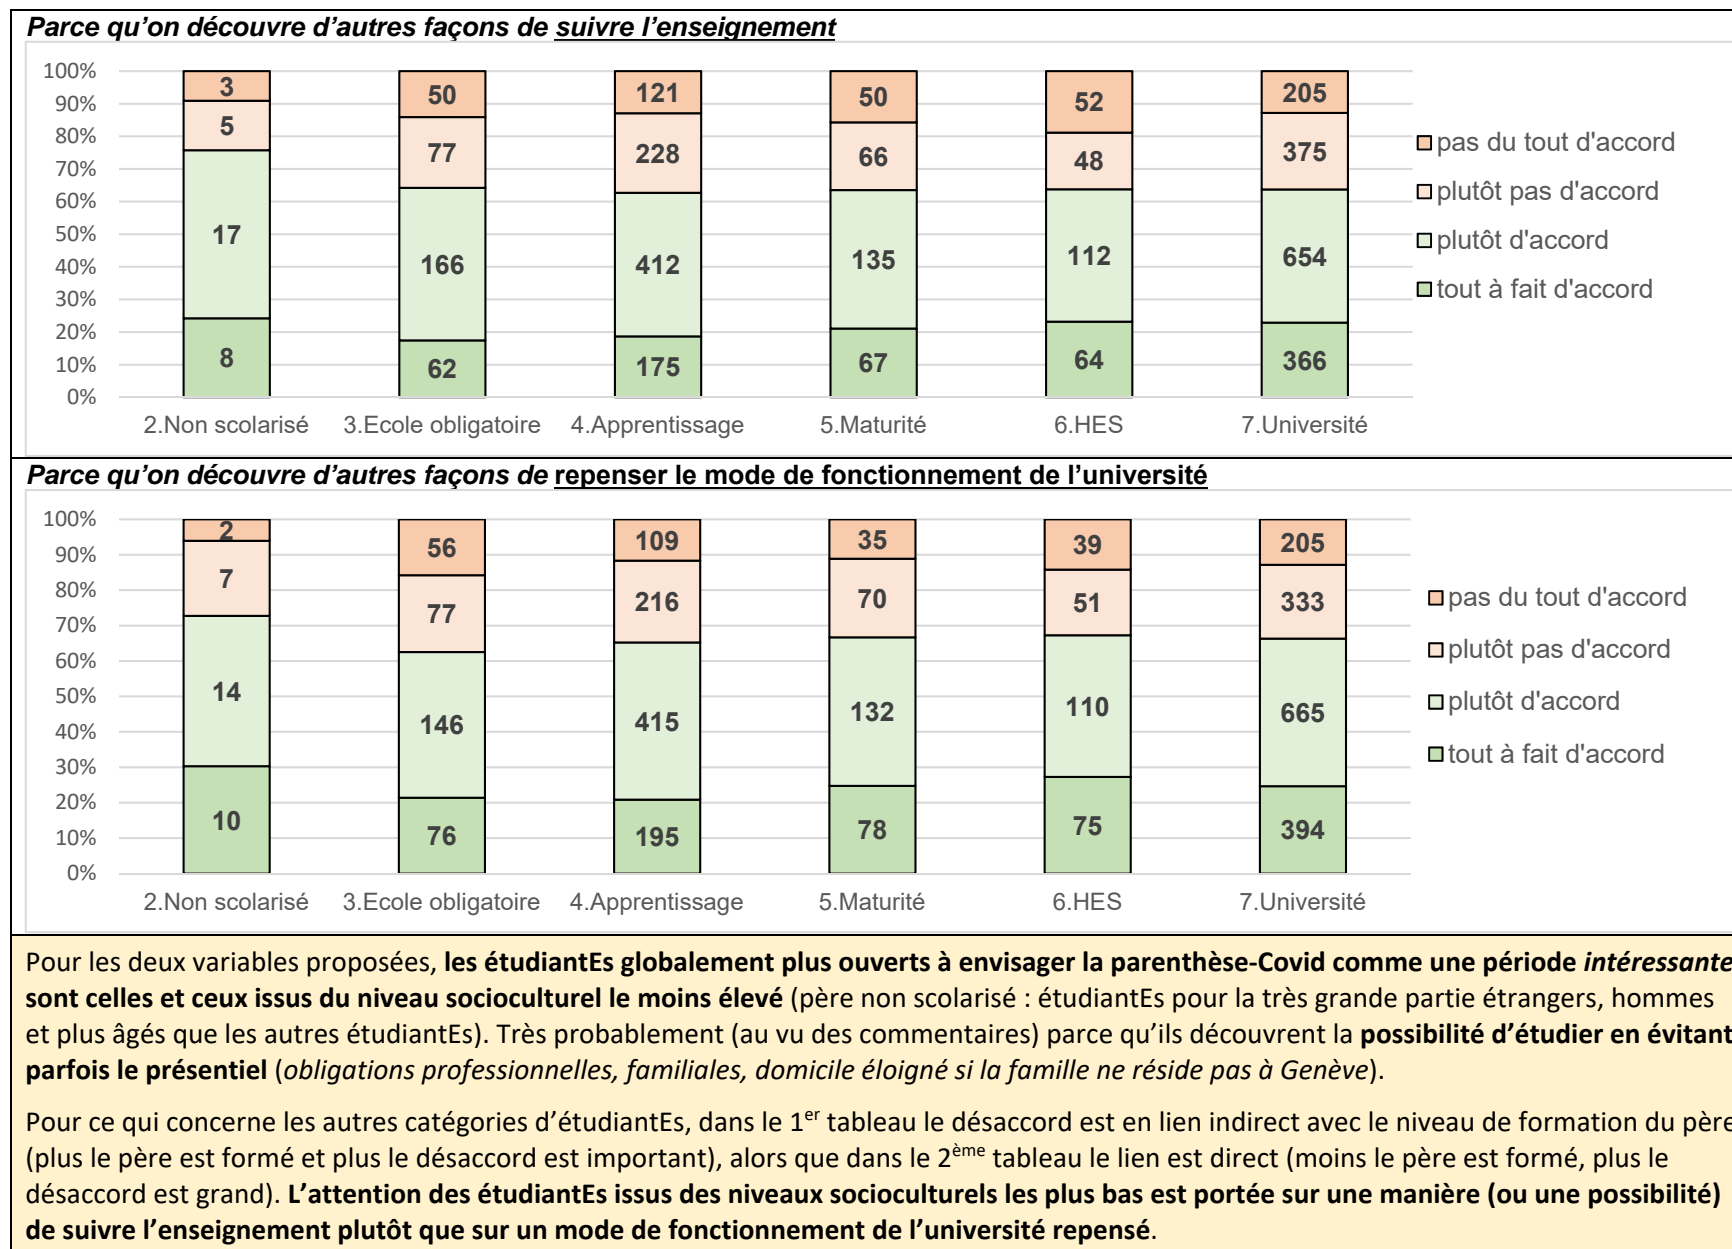 Parce qu’on découvre d’autres façons de suivre l’enseignement
100%
90%
80%
70%
60%
50%
40%
30%
20%
10%
0%
3 50 121 50 52 205
5 77 228 66 48 375
17 166 412 135 112 654
8 62 175 67 64 366
2.Non scolarisé 3.Ecole obligatoire 4.Apprentissage 5.Maturité 6.HES 7.Université
pas du tout d'accord
plutôt pas d'accord
plutôt d'accord
tout à fait d'accord
Parce qu’on découvre d’autres façons de repenser le mode de fonctionnement de l’université
100%
90%
80%
70%
60%
50%
40%
30%
20%
10%
0%
2 56 109 35 39 205
7 77 216 70 51 333
14 146 415 132 110 665
10 76 195 78 75 394
2.Non scolarisé 3.Ecole obligatoire 4.Apprentissage 5.Maturité 6.HES 7.Université
pas du tout d'accord
plutôt pas d'accord
plutôt d'accord
tout à fait d'accord
Pour les deux variables proposées, les étudiantEs globalement plus ouverts à envisager la parenthèse-Covid comme une période intéressante
sont celles et ceux issus du niveau socioculturel le moins élevé (père non scolarisé : étudiantEs pour la très grande partie étrangers, hommes
et plus âgés que les autres étudiantEs). Très probablement (au vu des commentaires) parce qu’ils découvrent la possibilité d’étudier en évitant
parfois le présentiel (obligations professionnelles, familiales, domicile éloigné si la famille ne réside pas à Genève).
Pour ce qui concerne les autres catégories d’étudiantEs, dans le 1er tableau le désaccord est en lien indirect avec le niveau de formation du père
(plus le père est formé et plus le désaccord est important), alors que dans le 2ème tableau le lien est direct (moins le père est formé, plus le
désaccord est grand). L’attention des étudiantEs issus des niveaux socioculturels les plus bas est portée sur une manière (ou une possibilité)
de suivre l’enseignement plutôt que sur un mode de fonctionnement de l’université repensé.